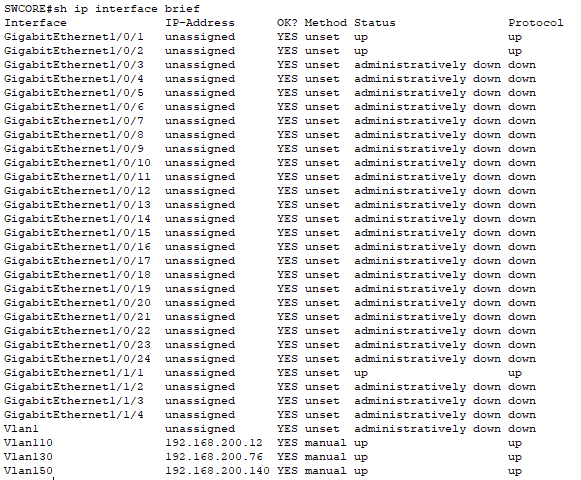 SWCORE#sh ip interface brief
Interface              IP-Address      OK? Method Status                Protocol
GigabitEthernet1/0/1   unassigned      YES unset  up                    up
GigabitEthernet1/0/2   unassigned      YES unset  up                    up
GigabitEthernet1/0/3   unassigned      YES unset  administratively down down
GigabitEthernet1/0/4   unassigned      YES unset  administratively down down
GigabitEthernet1/0/5   unassigned      YES unset  administratively down down
GigabitEthernet1/0/6   unassigned      YES unset  administratively down down
GigabitEthernet1/0/7   unassigned      YES unset  administratively down down
GigabitEthernet1/0/8   unassigned      YES unset  administratively down down
GigabitEthernet1/0/9   unassigned      YES unset  administratively down down
GigabitEthernet1/0/10  unassigned      YES unset  administratively down down
GigabitEthernet1/0/11  unassigned      YES unset  administratively down down
GigabitEthernet1/0/12  unassigned      YES unset  administratively down down
GigabitEthernet1/0/13  unassigned      YES unset  administratively down down
GigabitEthernet1/0/14  unassigned      YES unset  administratively down down
GigabitEthernet1/0/15  unassigned      YES unset  administratively down down
GigabitEthernet1/0/16  unassigned      YES unset  administratively down down
GigabitEthernet1/0/17  unassigned      YES unset  administratively down down
GigabitEthernet1/0/18  unassigned      YES unset  administratively down down
GigabitEthernet1/0/19  unassigned      YES unset  administratively down down
GigabitEthernet1/0/20  unassigned      YES unset  administratively down down
GigabitEthernet1/0/21  unassigned      YES unset  administratively down down
GigabitEthernet1/0/22  unassigned      YES unset  administratively down down
GigabitEthernet1/0/23  unassigned      YES unset  administratively down down
GigabitEthernet1/0/24  unassigned      YES unset  administratively down down
GigabitEthernet1/1/1   unassigned      YES unset  up                    up
GigabitEthernet1/1/2   unassigned      YES unset  administratively down down
GigabitEthernet1/1/3   unassigned      YES unset  administratively down down
GigabitEthernet1/1/4   unassigned      YES unset  administratively down down
Vlan1                  unassigned      YES unset  administratively down down
Vlan110                192.168.200.12  YES manual up                    up
Vlan130                192.168.200.76  YES manual up                    up
Vlan150                192.168.200.140 YES manual up                    up